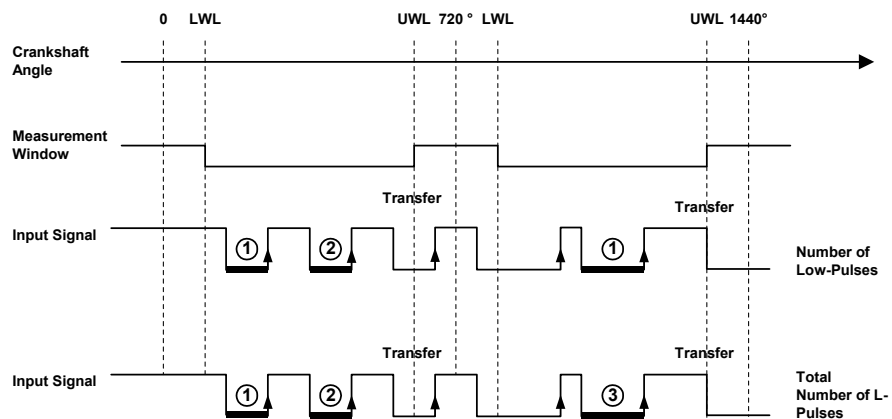 0 LWL UWL 720 ° LWL UWL 1440°
Crankshaft
Angle
Measurement
Window
Transfer Transfer
Input Signal 1 2 1 Number of
Low-Pulses
Transfer Transfer
Input Signal 1 2 3 Total
Number of L-
Pulses